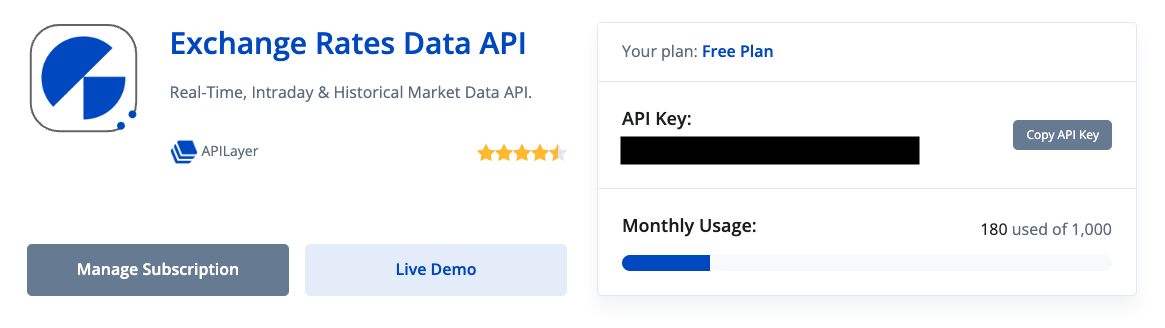 Exchange Rates Data API
Real-Time, Intraday & Historical Market Data API.
APILayer
Manage Subscription
Live Demo
Your plan: Free Plan
API Key:
Copy API Key
Monthly Usage:
180 used of 1,000